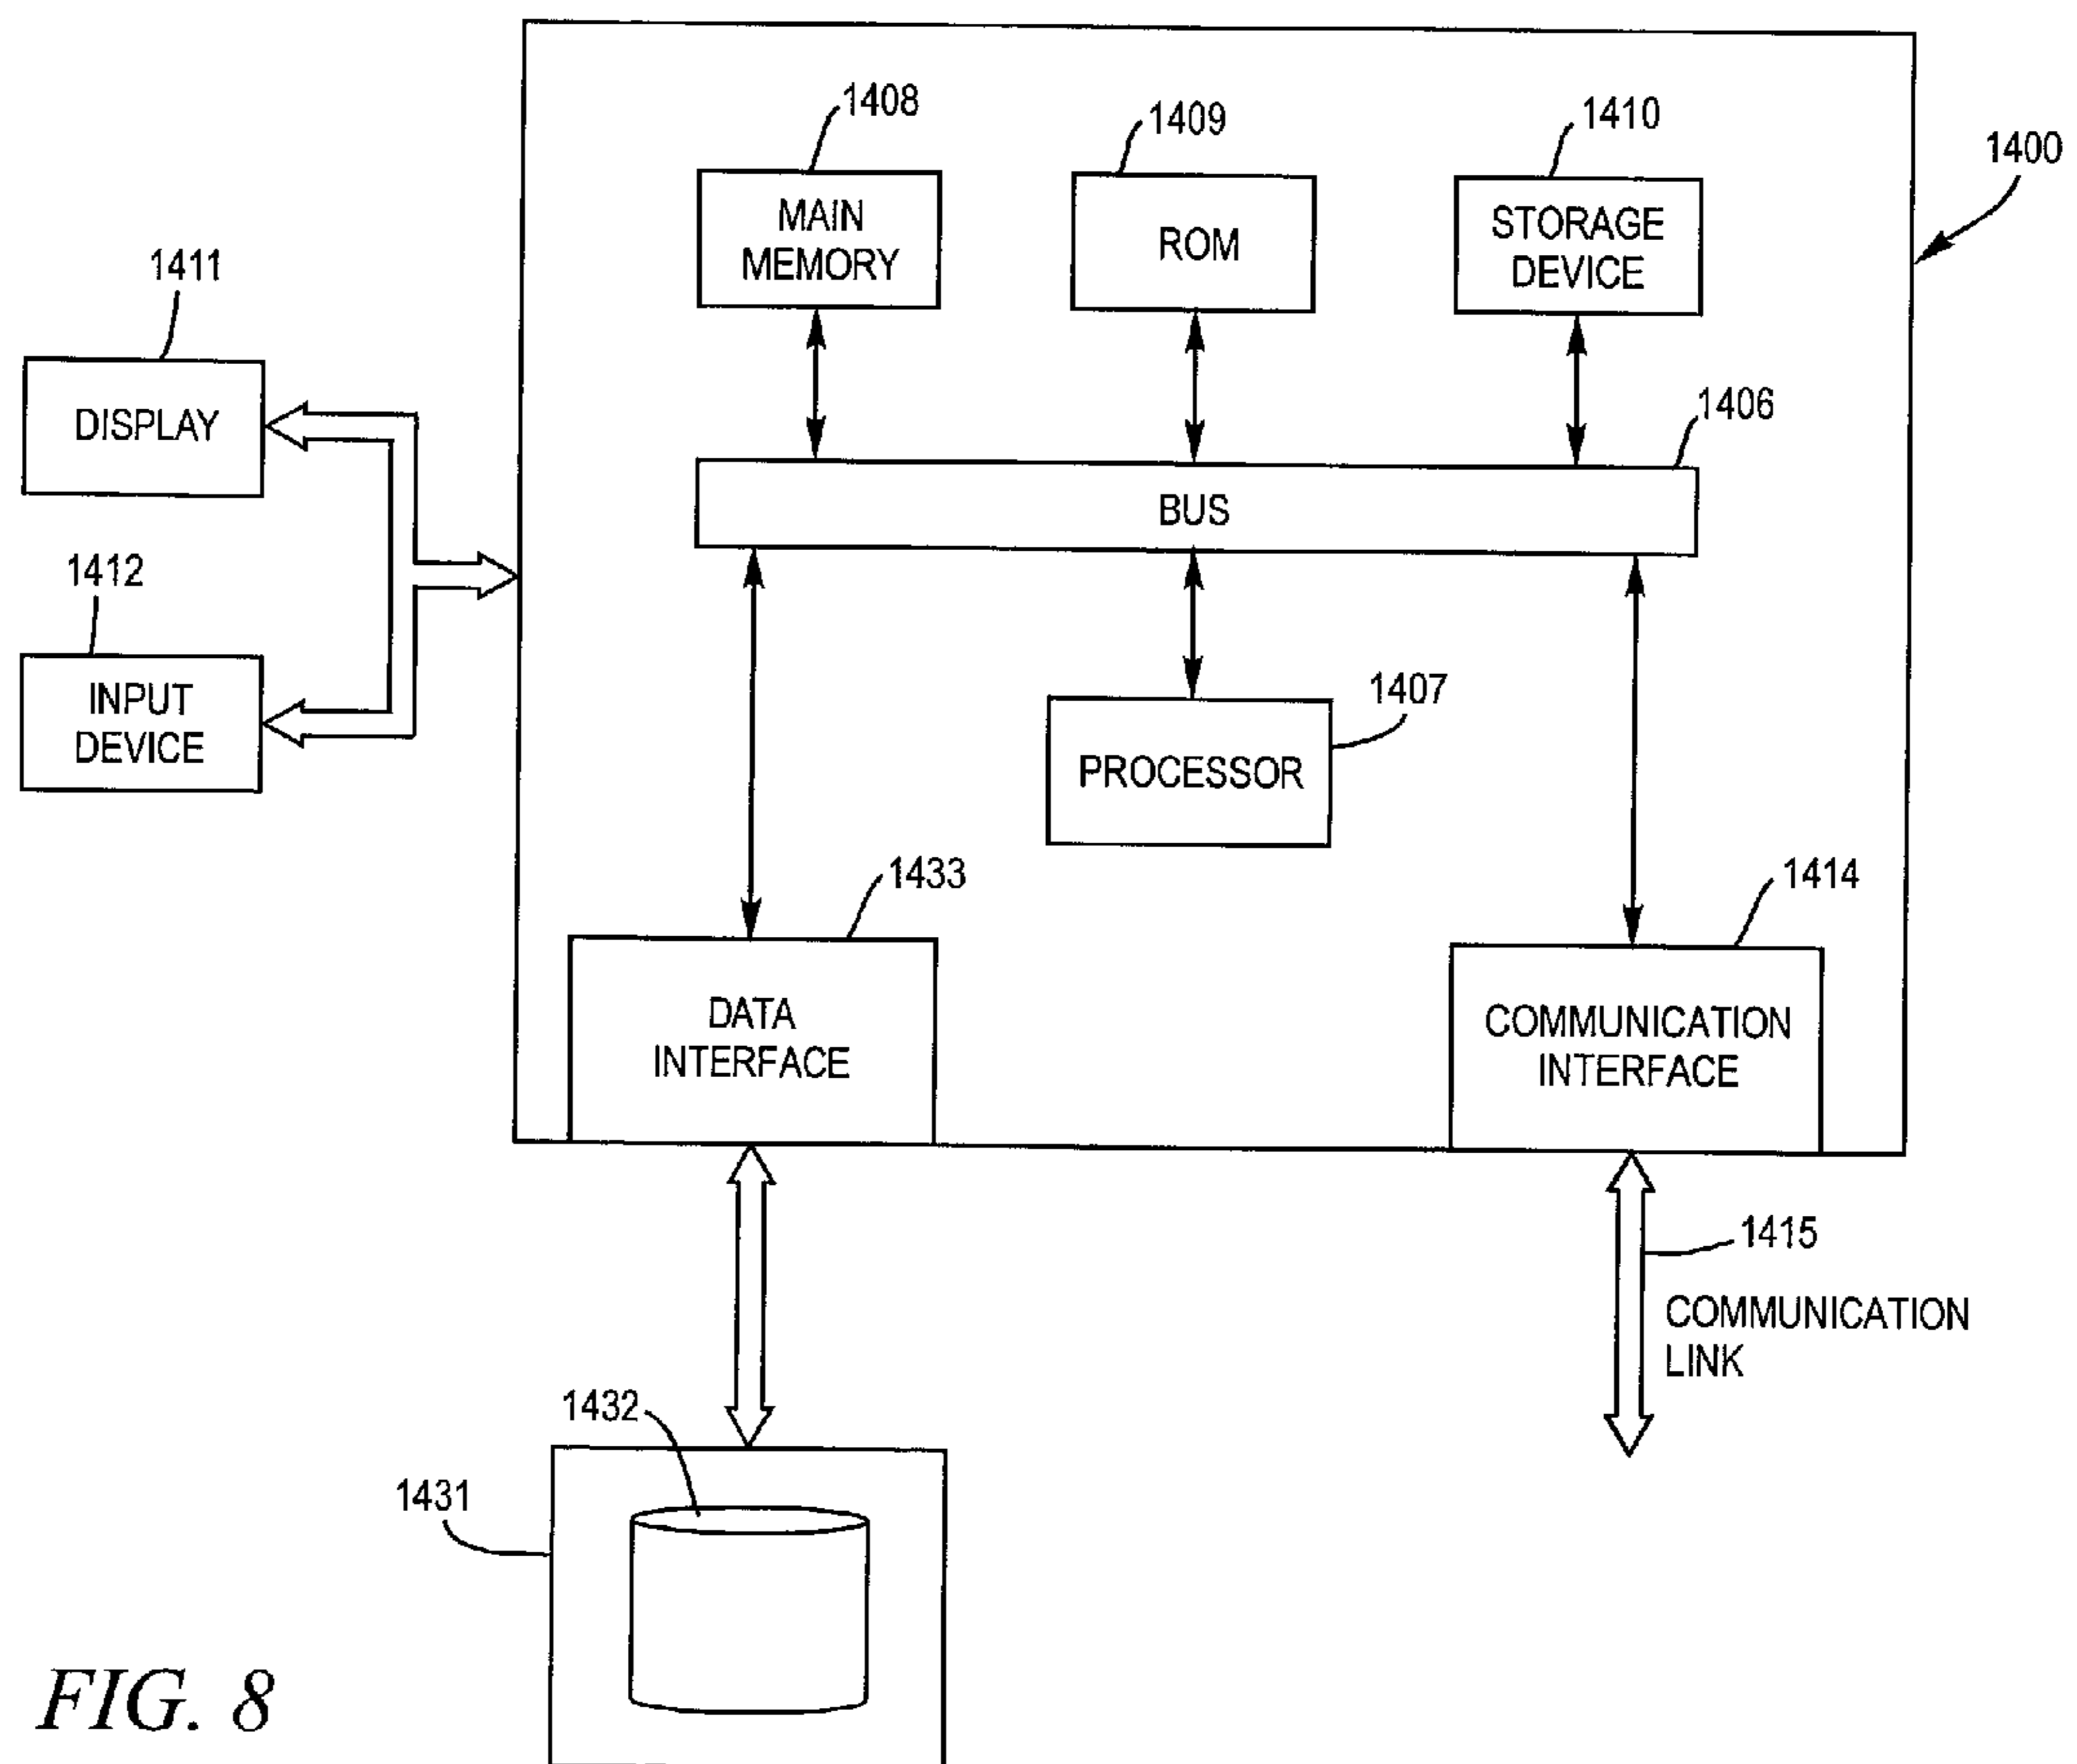 1408
1409
1410
1400
MAIN
MEMORY
ROM
STORAGE
DEVICE
1411
DISPLAY
1406
BUS
1412
INPUT
DEVICE
1407
PROCESSOR
1433
1414
DATA
INTERFACE
COMMUNICATION
INTERFACE
1415
COMMUNICATION
LINK
1432
1431
FIG. 8